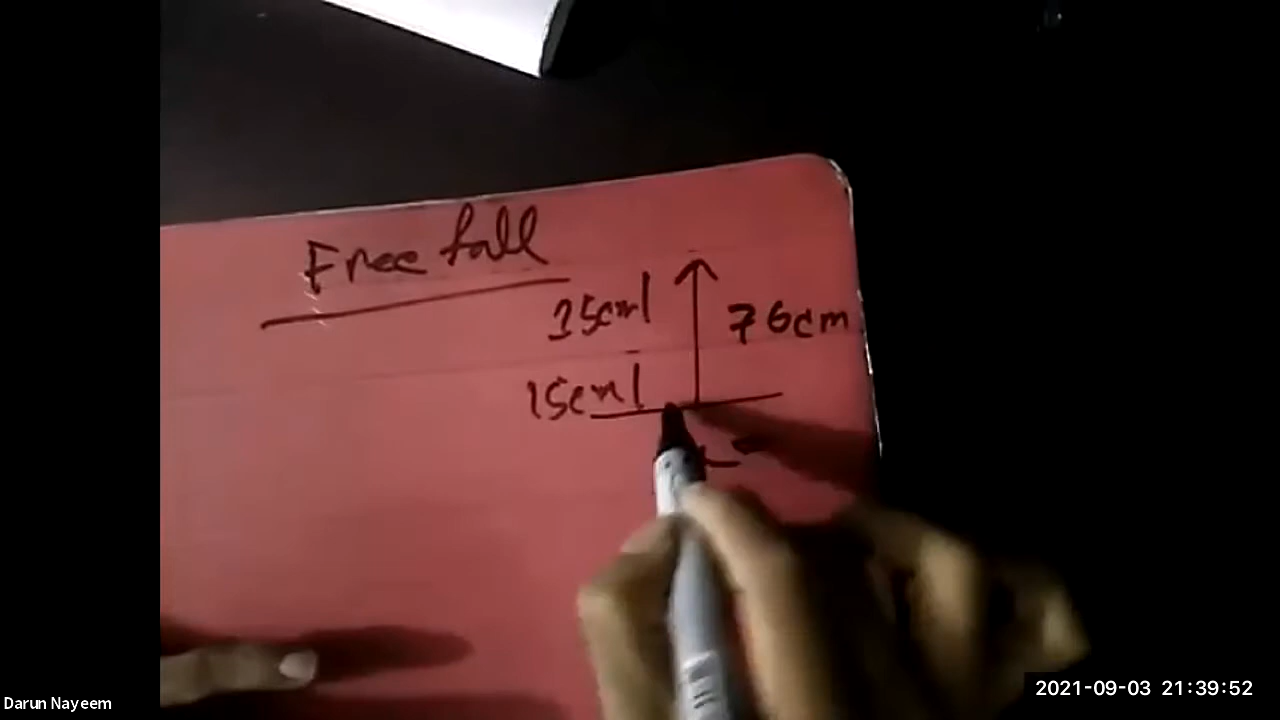 Free fall
35cm |
76cm
15cm |
Darun Nayeem
2021-09-03 21:39:52